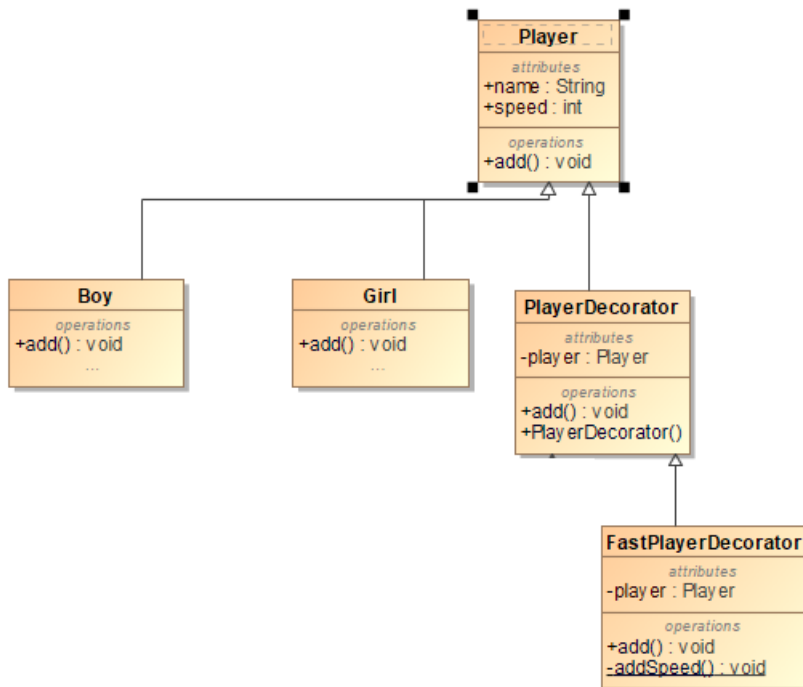 Player
attributes
+name : String
+speed : int
operations
+add() : void
Boy
operations
+add() : void
...
Girl
operations
+add() : void
...
PlayerDecorator
attributes
-player : Player
operations
+add() : void
+PlayerDecorator()
FastPlayerDecorator
attributes
-player : Player
operations
+add() : void
-addSpeed() : void